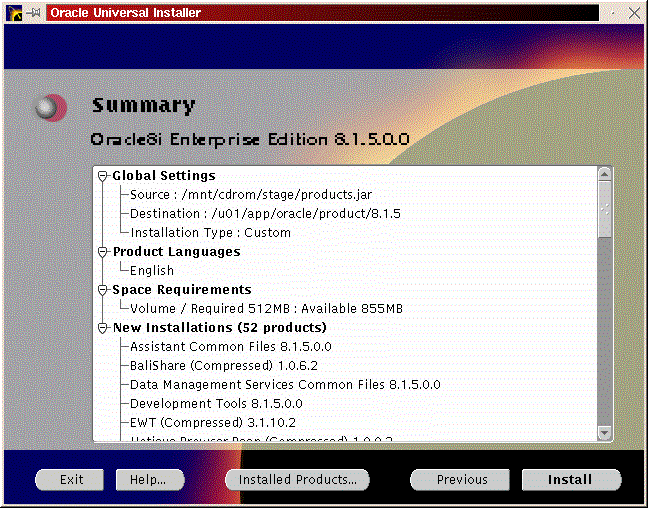 Oracle Universal Installer
Summary
Oracle8i Enterprise Edition 8.1.5.0.0
Global Settings
Source : /mnt/cdrom/stage/products.jar
Destination : /u01/app/oracle/product/8.1.5
Installation Type : Custom
Product Languages
English
Space Requirements
Volume / Required 512MB : Available 855MB
New Installations (52 products)
Assistant Common Files 8.1.5.0.0
BaliShare (Compressed) 1.0.6.2
Data Management Services Common Files 8.1.5.0.0
Development Tools 8.1.5.0.0
EWT (Compressed) 3.1.10.2
(Compressed)
Exit Help... Installed Products... Previous Install